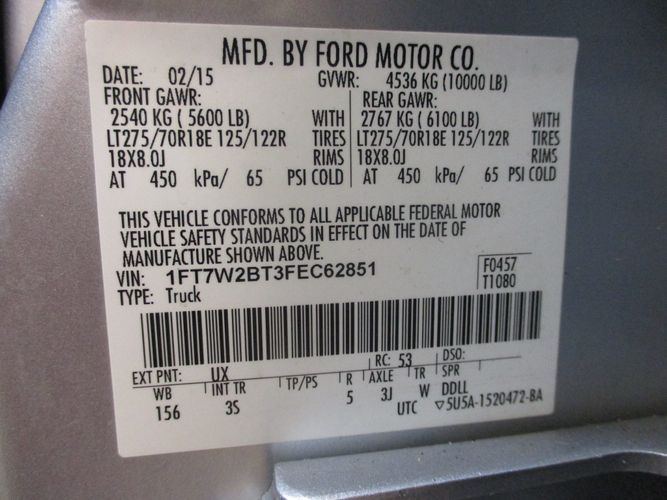 MFD. BY FORD MOTOR CO.
DATE: 02/15 GVWR: 4536 KG (10000 LB)
FRONT GAWR: REAR GAWR:
2540 KG ( 5600 LB) WITH 2767 KG ( 6100 LB) WITH
LT275/70R18E 125/122R TIRES LT275/70R18E 125/122R TIRES
18X8.0J RIMS 18X8.0J RIMS
AT 450 kPa/ 65 PSI COLD AT 450 kPa/ 65 PSI COLD
THIS VEHICLE CONFORMS TO ALL APPLICABLE FEDERAL MOTOR
VEHICLE SAFETY STANDARDS IN EFFECT ON THE DATE OF
MANUFACTURE SHOWN ABOVE.
VIN: 1FT7W2BT3FEC62851 F0457
TYPE: Truck T1080
EXT PNT: UX RC: 53 DSO:
WB INT TR TP/PS R AXLE TR SPR
156 3S 5 3J W DDLL
UTC ▽5U5A-1520472-BA